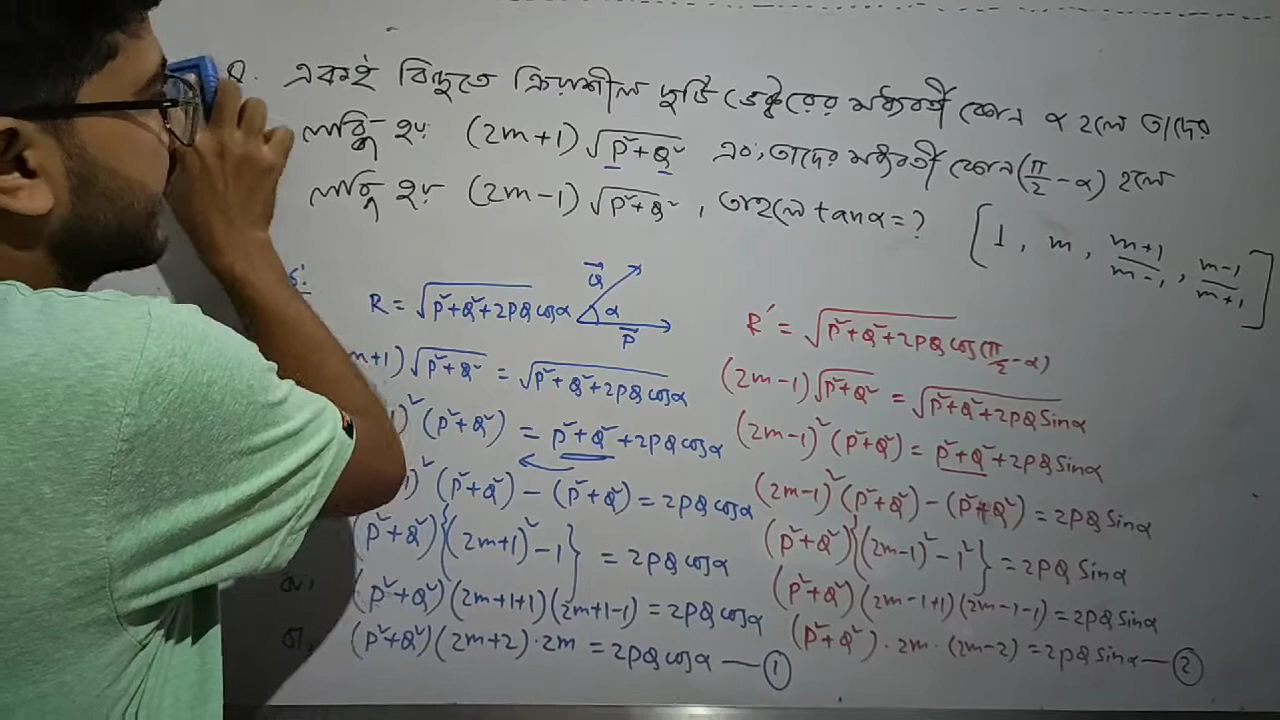 Q. একই বিন্দুতে ক্রিয়াশীল দুটি ভেক্টরের মধ্যবর্তী কোন α হলে তাদের
লব্ধি হয় (2m+1)√(P²+Q²) এবং তাদের মধ্যবর্তী কোন (π/2-α) হলে
লব্ধি হয় (2m-1)√(P²+Q²), তাহলে tanα=? [1, m, (m+1)/(m-1), (m-1)/(m+1)]
R = √(P²+Q²+2PQ cosα)
Q⃗
α
P⃗
m+1)√(P²+Q²) = √(P²+Q²+2PQ cosα)
)²(P²+Q²) = P²+Q²+2PQ cosα
)²(P²+Q²) - (P²+Q²) = 2PQ cosα
(P²+Q²){(2m+1)²-1} = 2PQ cosα
বা, (P²+Q²)(2m+1+1)(2m+1-1) = 2PQ cosα
বা, (P²+Q²)(2m+2)·2m = 2PQ cosα — ①
R' = √(P²+Q²+2PQ cos(π/2-α))
(2m-1)√(P²+Q²) = √(P²+Q²+2PQ Sinα)
(2m-1)²(P²+Q²) = P²+Q²+2PQ Sinα
(2m-1)²(P²+Q²) - (P²+Q²) = 2PQ Sinα
(P²+Q²){(2m-1)²-1²} = 2PQ Sinα
(P²+Q²)(2m-1+1)(2m-1-1) = 2PQ Sinα
(P²+Q²)·2m·(2m-2) = 2PQ Sinα — ②